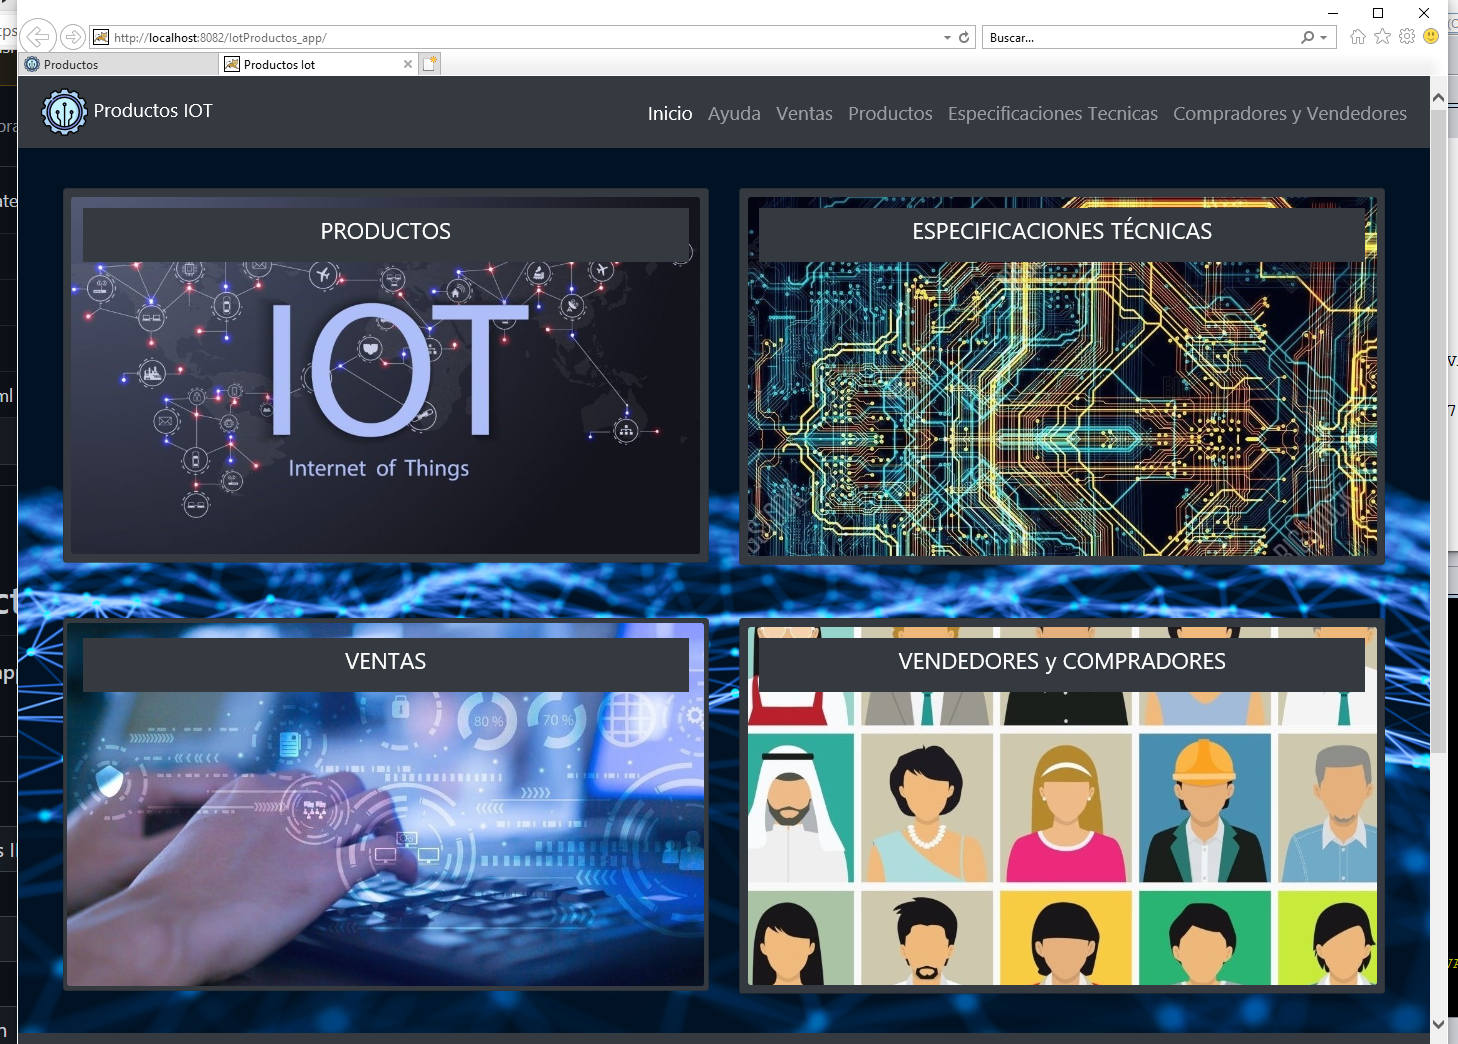 http://localhost:8082/IotProductos_app/
Buscar...
Productos
Productos Iot
Productos IOT
Inicio
Ayuda
Ventas
Productos
Especificaciones Tecnicas
Compradores y Vendedores
PRODUCTOS
IOT
Internet of Things
ESPECIFICACIONES TÉCNICAS
VENTAS
80 %
70 %
VENDEDORES y COMPRADORES